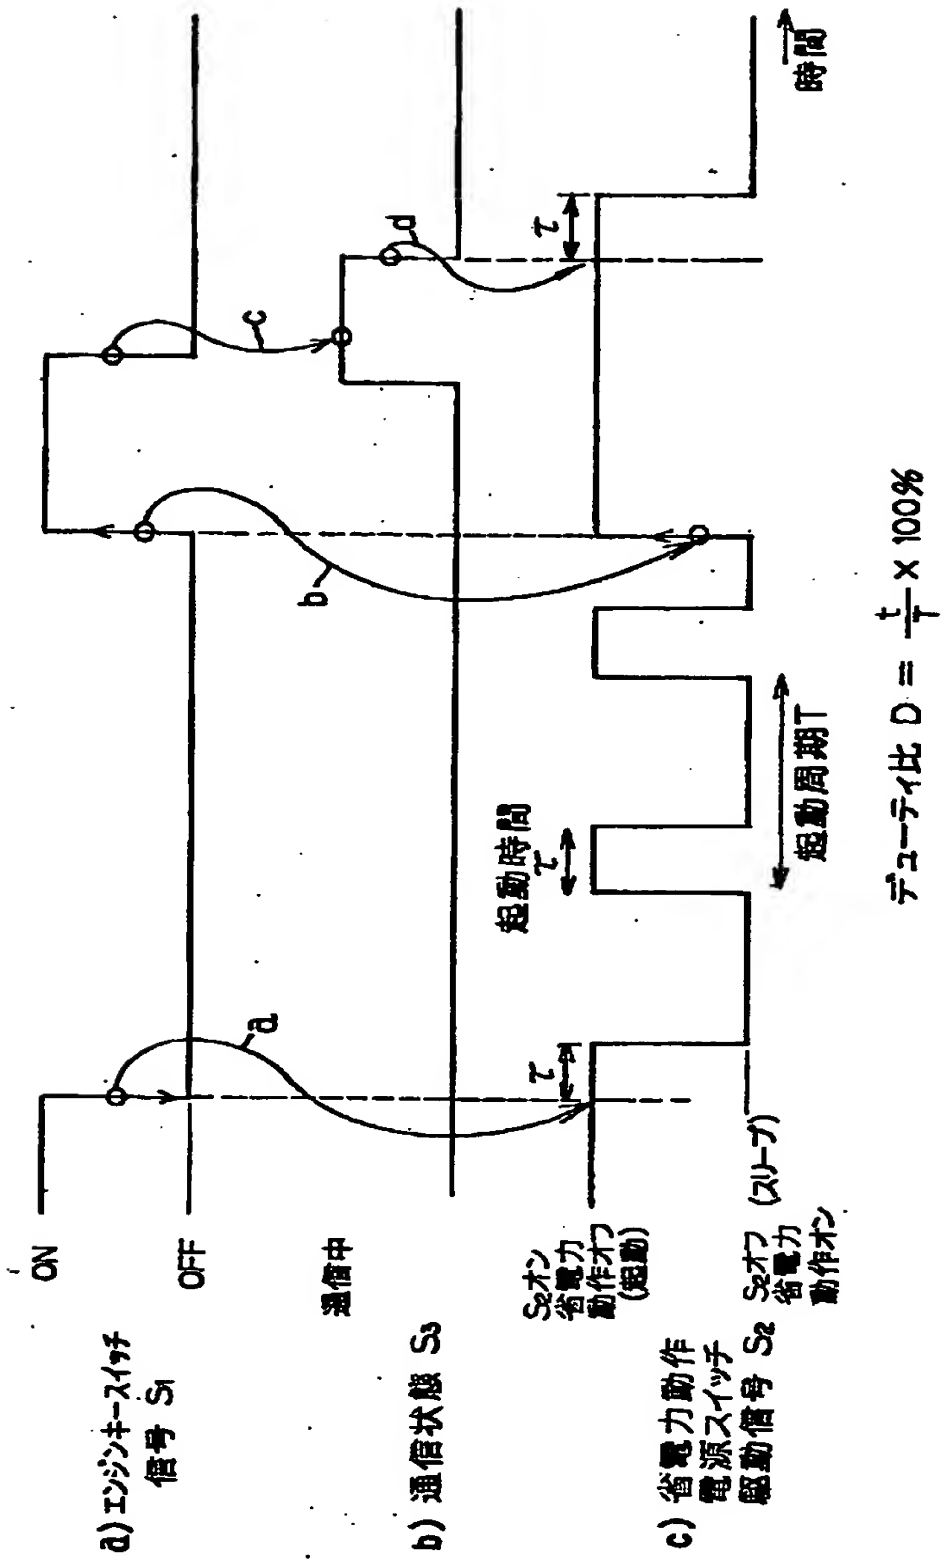 a) エンジンキースイッチ
信号 S1
ON
OFF
a
b
c
b) 通信状態 S3
通信中
d
c) 省電力動作
電源スイッチ
駆動信号 S2
S2オン
省電力
動作オフ
(起動)
S2オフ (スリープ)
省電力
動作オン
τ
起動時間
τ
起動周期T
τ
時間
デューティ比 D = t/T × 100%